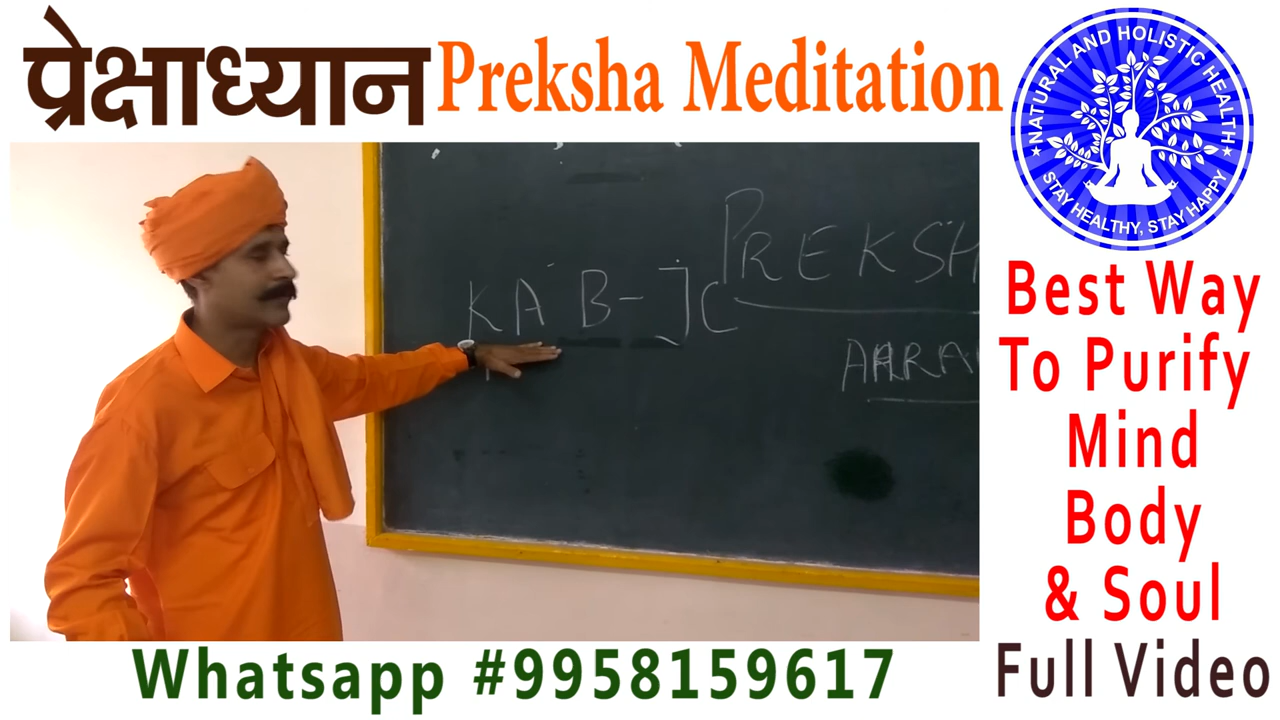 प्रेक्षाध्यान Preksha Meditation
NATURAL AND HOLISTIC HEALTH
STAY HEALTHY, STAY HAPPY
PREKSH
KAB-JC
Best Way
To Purify
Mind
Body
& Soul
Whatsapp #9958159617
Full Video